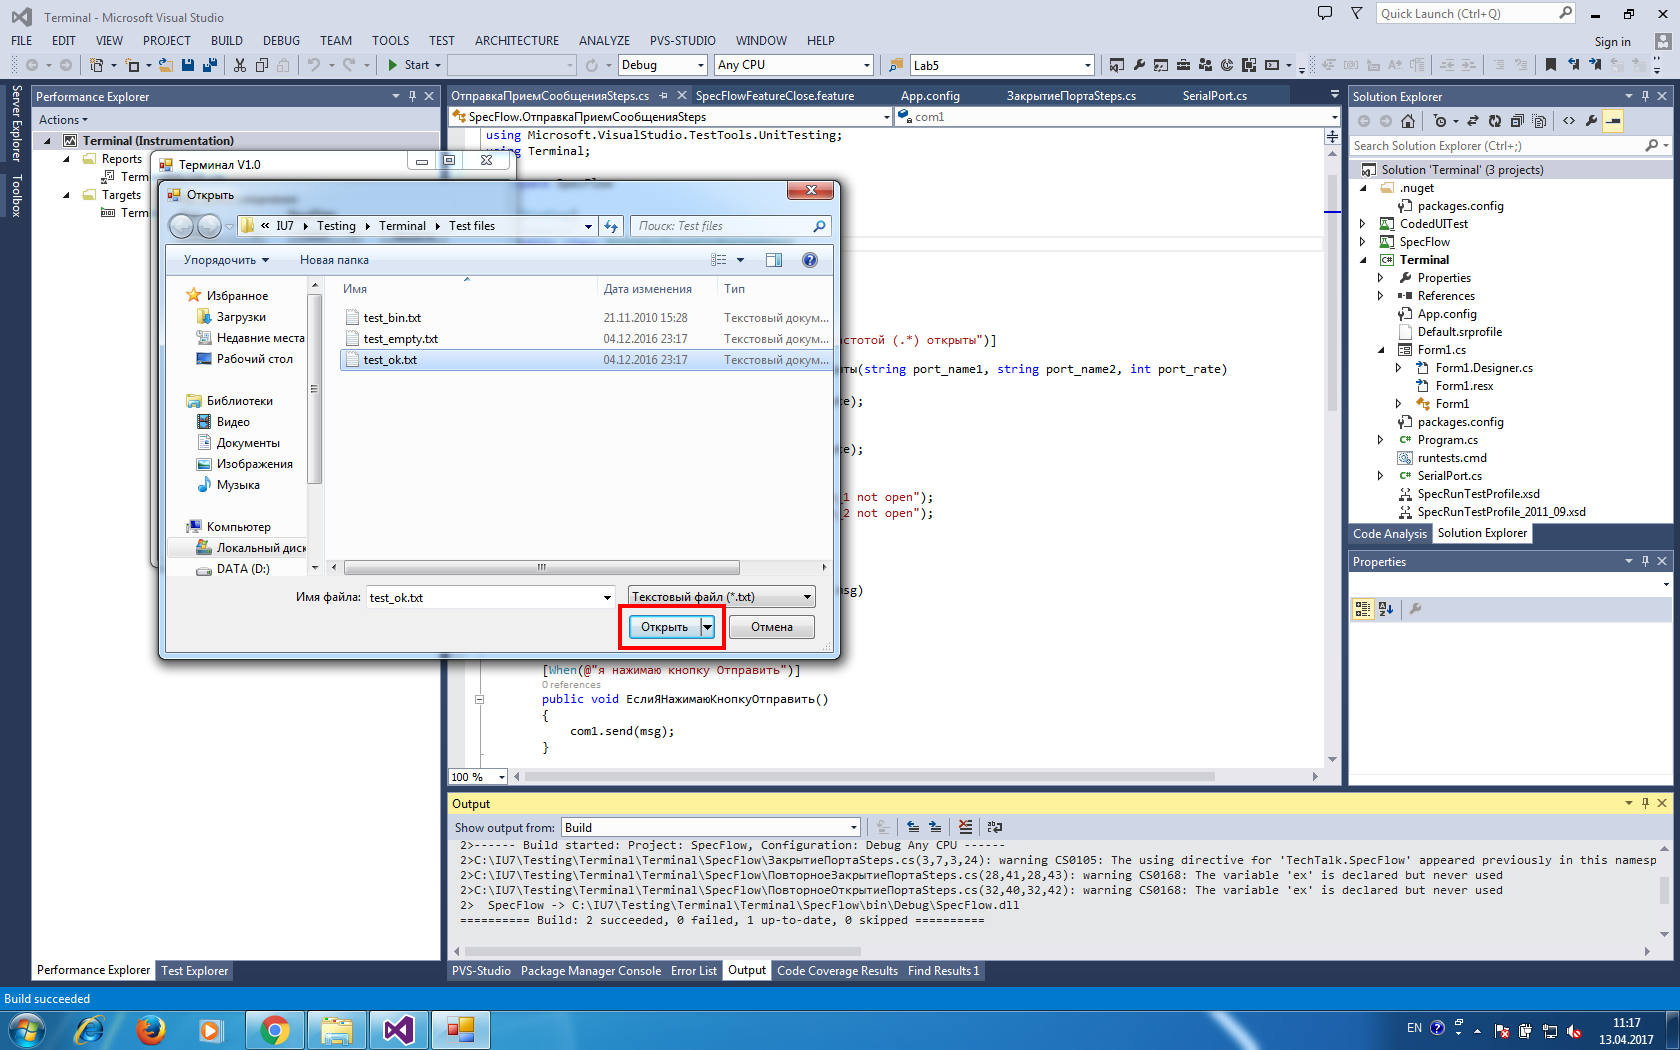 Terminal - Microsoft Visual Studio
Quick Launch (Ctrl+Q)
FILE EDIT VIEW PROJECT BUILD DEBUG TEAM TOOLS TEST ARCHITECTURE ANALYZE PVS-STUDIO WINDOW HELP
Sign in
Start Debug Any CPU Lab5
Server Explorer
Toolbox
Performance Explorer
Actions
Terminal (Instrumentation)
Reports
Term
Targets
Term
Терминал V1.0
Открыть
« IU7 Testing Terminal Test files
Поиск: Test files
Упорядочить Новая папка
Избранное
Загрузки
Недавние места
Рабочий стол
Библиотеки
Видео
Документы
Изображения
Музыка
Компьютер
Локальный диск
DATA (D:)
Имя Дата изменения Тип
test_bin.txt 21.11.2010 15:28 Текстовый докум...
test_empty.txt 04.12.2016 23:17 Текстовый докум...
test_ok.txt 04.12.2016 23:17 Текстовый докум...
Имя файла: test_ok.txt Текстовый файл (*.txt)
Открыть Отмена
ОтправкаПриемСообщенияSteps.cs SpecFlowFeatureClose.feature App.config ЗакрытиеПортаSteps.cs SerialPort.cs
SpecFlow.ОтправкаПриемСообщенияSteps com1
using Microsoft.VisualStudio.TestTools.UnitTesting;
using Terminal;
стотой (.*) открыты")]
ты(string port_name1, string port_name2, int port_rate)
te);
te);
_1 not open");
_2 not open");
sg)
[When(@"я нажимаю кнопку Отправить")]
0 references
public void ЕслиЯНажимаюКнопкуОтправить()
{
com1.send(msg);
}
100 %
Solution Explorer
Search Solution Explorer (Ctrl+;)
Solution 'Terminal' (3 projects)
.nuget
packages.config
CodedUITest
SpecFlow
Terminal
Properties
References
App.config
Default.srprofile
Form1.cs
Form1.Designer.cs
Form1.resx
Form1
packages.config
Program.cs
runtests.cmd
SerialPort.cs
SpecRunTestProfile.xsd
SpecRunTestProfile_2011_09.xsd
Code Analysis Solution Explorer
Properties
Output
Show output from: Build
2>------ Build started: Project: SpecFlow, Configuration: Debug Any CPU ------
2>C:\IU7\Testing\Terminal\Terminal\SpecFlow\ЗакрытиеПортаSteps.cs(3,7,3,24): warning CS0105: The using directive for 'TechTalk.SpecFlow' appeared previously in this namesp
2>C:\IU7\Testing\Terminal\Terminal\SpecFlow\ПовторноеЗакрытиеПортаSteps.cs(28,41,28,43): warning CS0168: The variable 'ex' is declared but never used
2>C:\IU7\Testing\Terminal\Terminal\SpecFlow\ПовторноеОткрытиеПортаSteps.cs(32,40,32,42): warning CS0168: The variable 'ex' is declared but never used
2> SpecFlow -> C:\IU7\Testing\Terminal\Terminal\SpecFlow\bin\Debug\SpecFlow.dll
========== Build: 2 succeeded, 0 failed, 1 up-to-date, 0 skipped ==========
Performance Explorer Test Explorer
PVS-Studio Package Manager Console Error List Output Code Coverage Results Find Results 1
Build succeeded
EN
11:17
13.04.2017